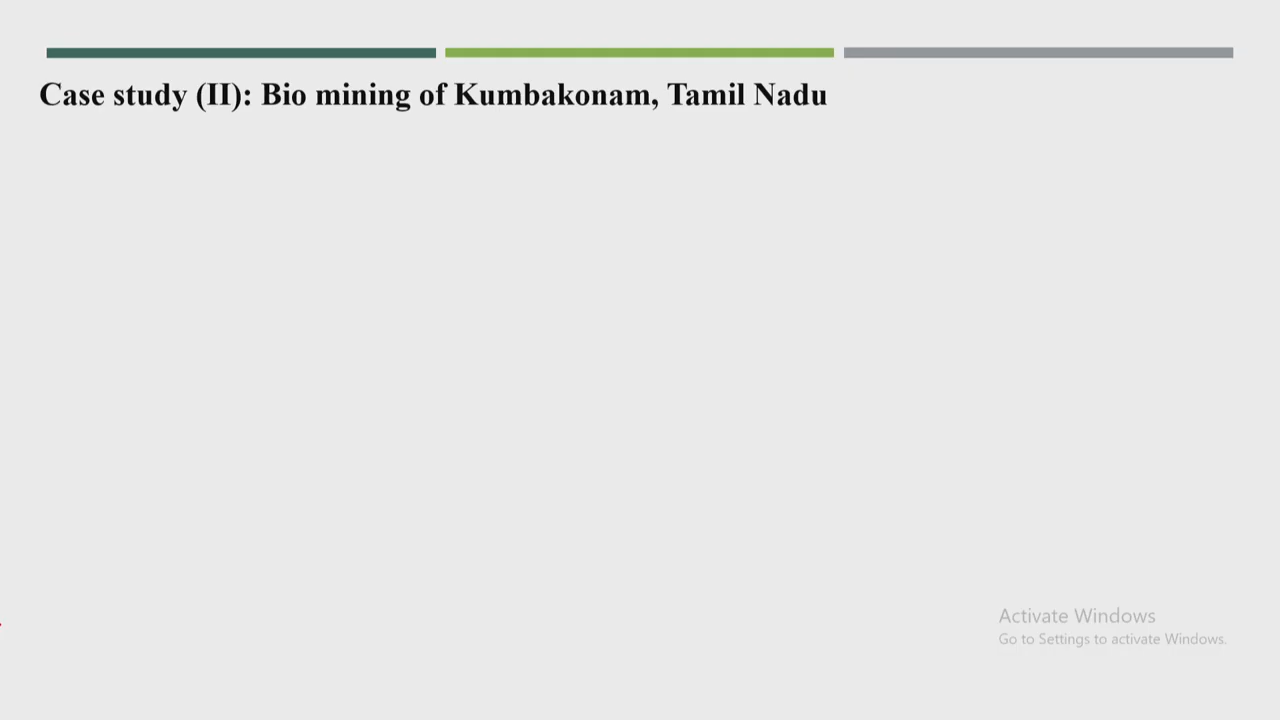 Case study (II): Bio mining of Kumbakonam, Tamil Nadu
Activate Windows
Go to Settings to activate Windows.